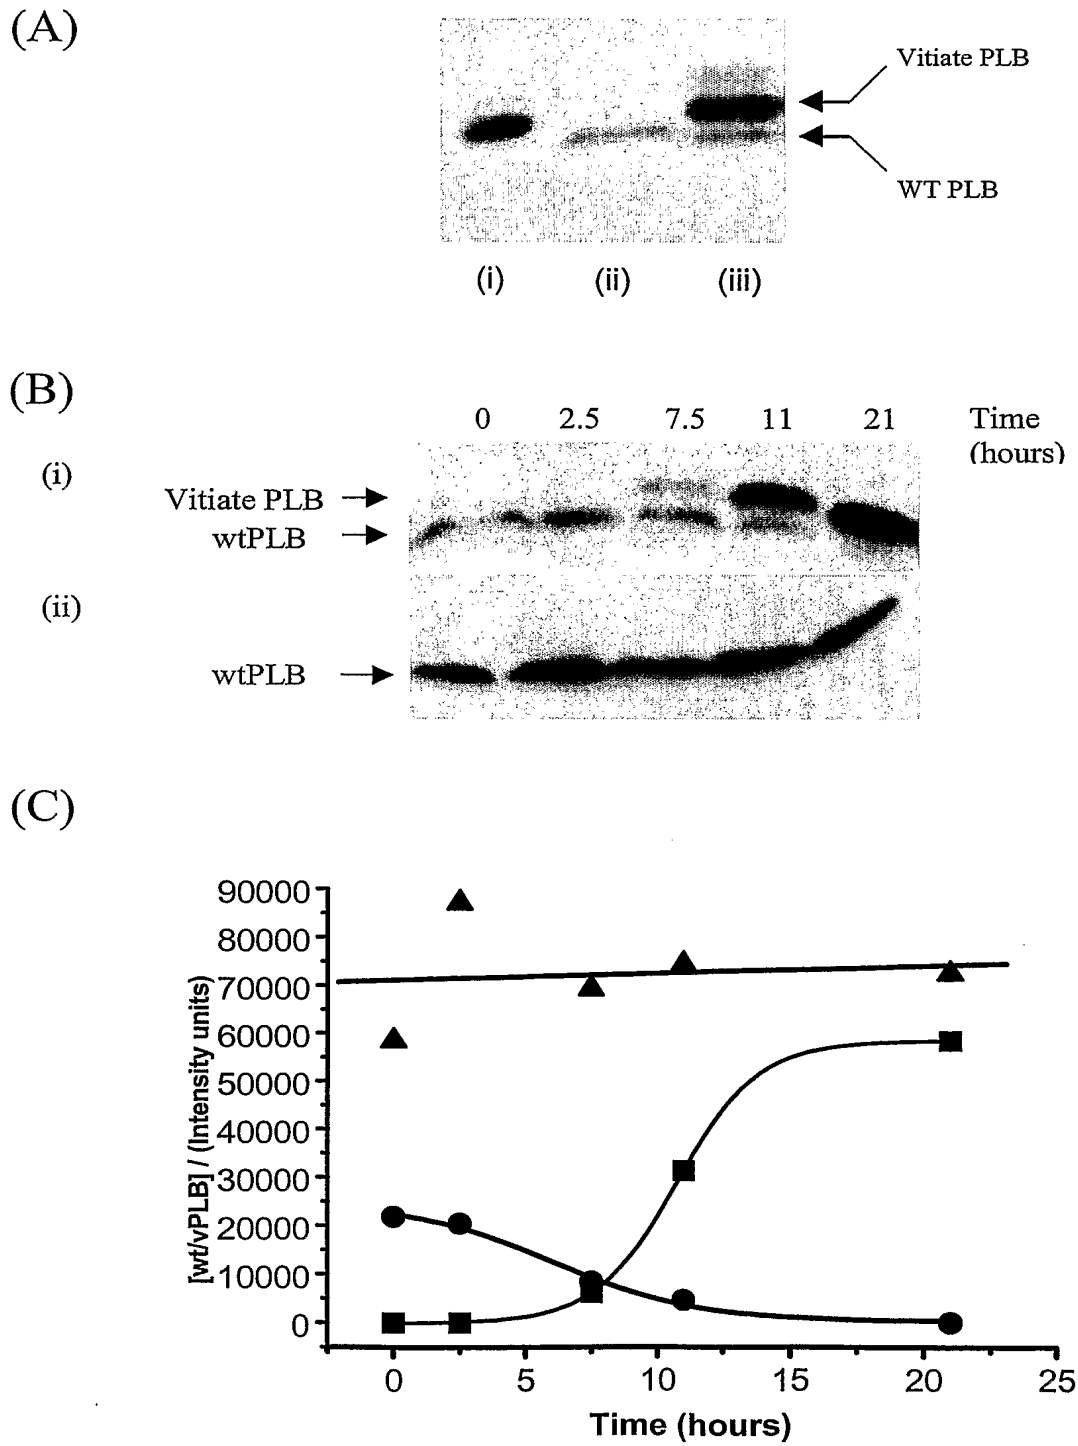 (A)
Vitiate PLB
WT PLB
(i) (ii) (iii)
(B)
0 2.5 7.5 11 21 Time
(hours)
(i)
Vitiate PLB
wtPLB
(ii)
wtPLB
(C)
[wt/vPLB] / (Intensity units)
90000
80000
70000
60000
50000
40000
30000
20000
10000
0
0 5 10 15 20 25
Time (hours)